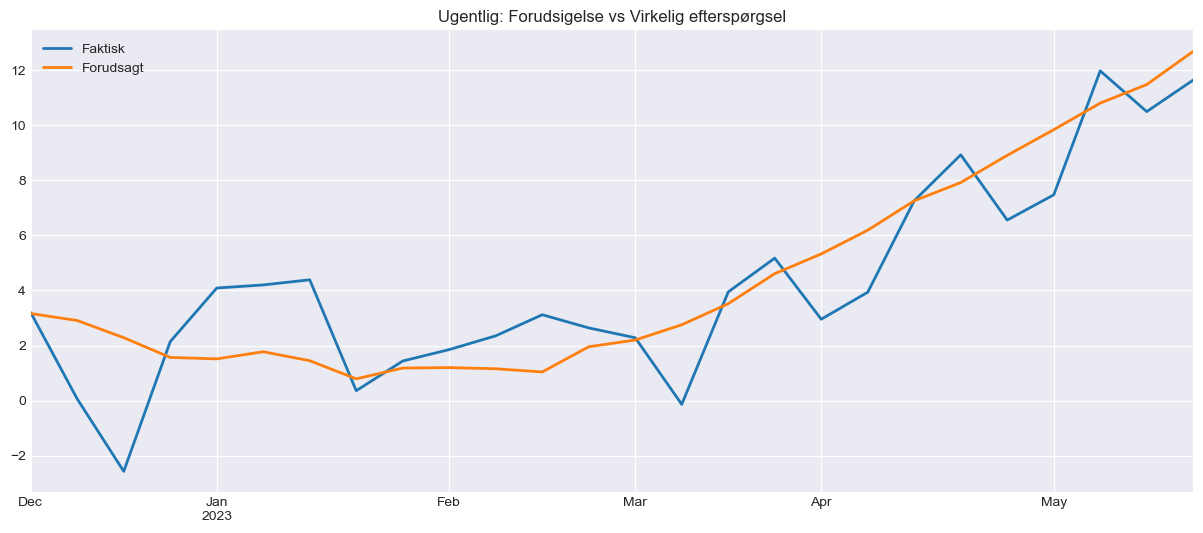 Ugentlig: Forudsigelse vs Virkelig efterspørgsel
Faktisk
Forudsagt
12
10
8
6
4
2
0
−2
Dec
Jan
2023
Feb
Mar
Apr
May